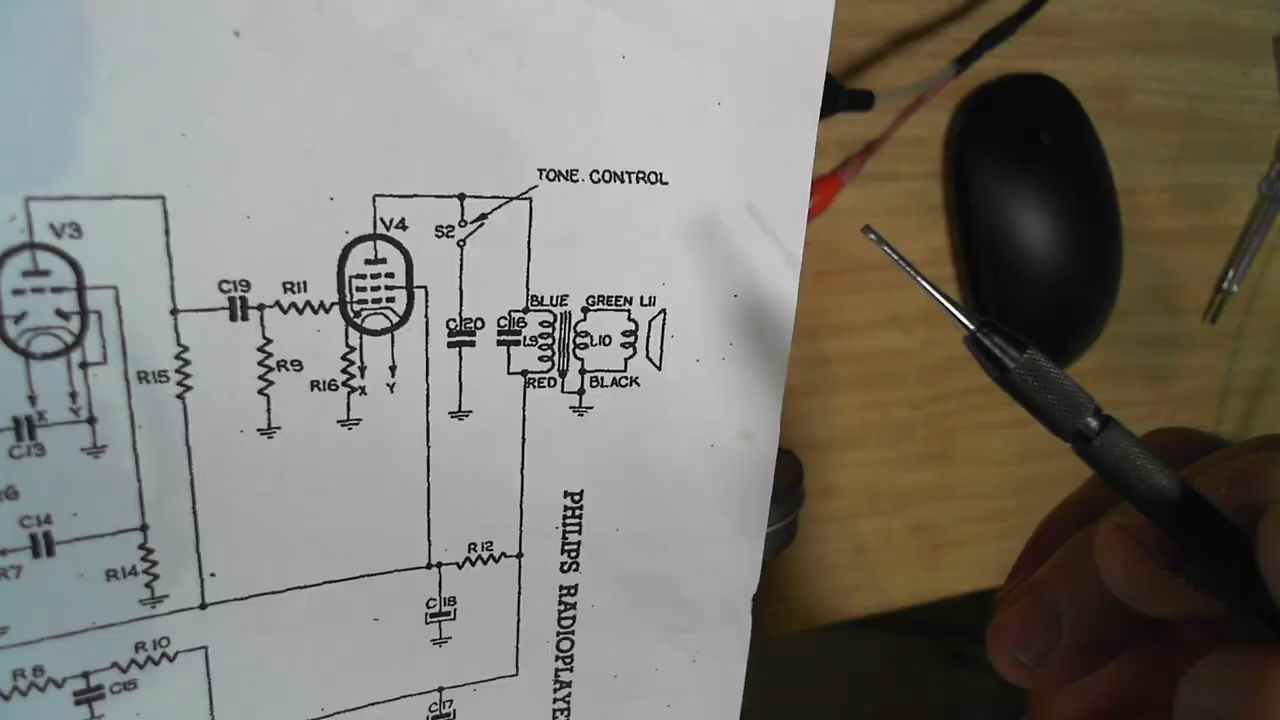 TONE. CONTROL
V3
V4
S2
C19
R11
BLUE
GREEN L11
C20
C16
L9
L10
R15
R9
R16
X
Y
RED
BLACK
X
Y
C13
C14
R14
R12
C18
R10
R8
C15
PHILIPS RADIOPLAYE